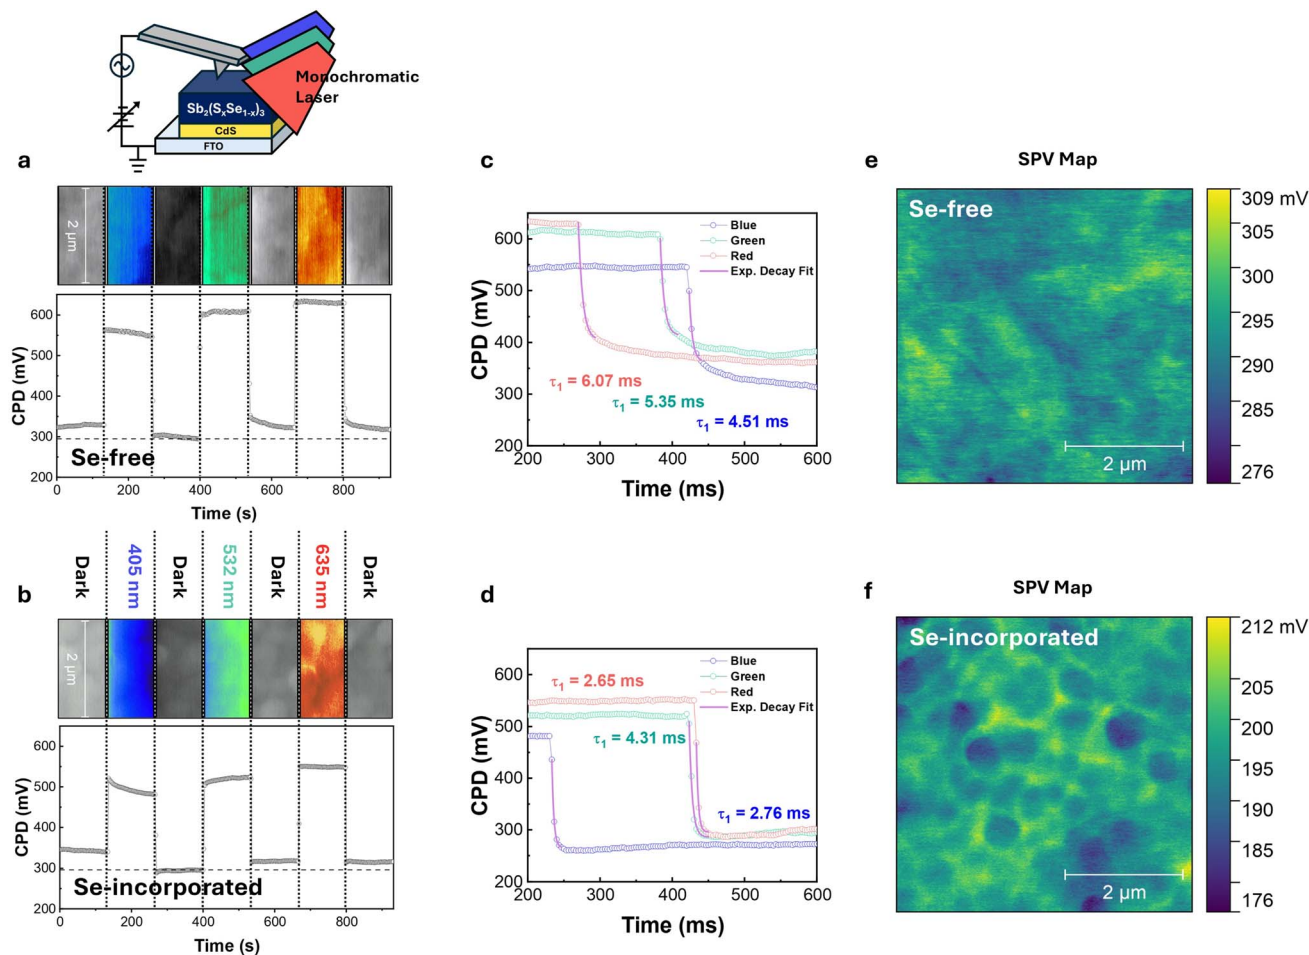 Monochromatic
Laser
Sb2(SxSe1-x)3
CdS
FTO
a
2 µm
CPD (mV)
600
500
400
300
200
Se-free
0 200 400 600 800
Time (s)
Dark
405 nm
Dark
532 nm
Dark
635 nm
Dark
b
2 µm
CPD (mV)
600
500
400
300
200
Se-incorporated
0 200 400 600 800
Time (s)
c
CPD (mV)
600
500
400
300
200
Blue
Green
Red
Exp. Decay Fit
τ1 = 6.07 ms
τ1 = 5.35 ms
τ1 = 4.51 ms
200 300 400 500 600
Time (ms)
d
CPD (mV)
600
500
400
300
200
Blue
Green
Red
Exp. Decay Fit
τ1 = 2.65 ms
τ1 = 4.31 ms
τ1 = 2.76 ms
200 300 400 500 600
Time (ms)
e
SPV Map
Se-free
2 µm
309 mV
305
300
295
290
285
276
f
SPV Map
Se-incorporated
2 µm
212 mV
205
200
195
190
185
176